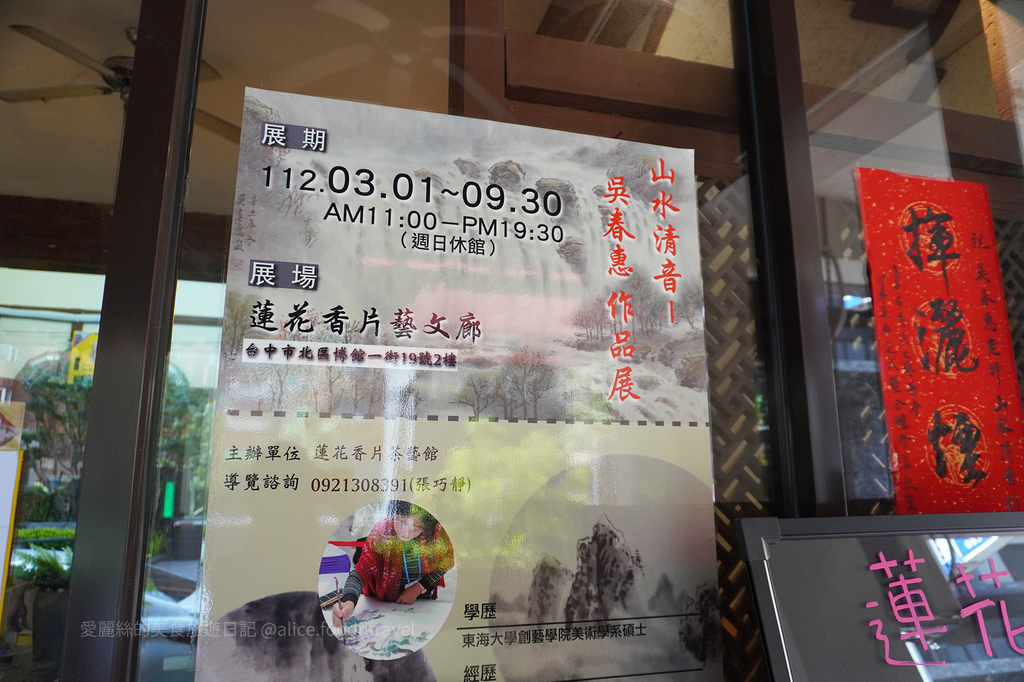 展期
112.03.01~09.30
AM11:00－PM19:30
（週日休館）
展場
蓮花香片藝文廊
台中市北區博館一街19號2樓
山水清音－
吳春惠 作品展
主辦單位 蓮花香片茶藝館
導覽諮詢 0921308391(張巧靜)
學歷
東海大學創藝學院美術學系碩士
經歷
揮灑
蓮花
愛麗絲的美食旅遊日記 @alice.foodntravel